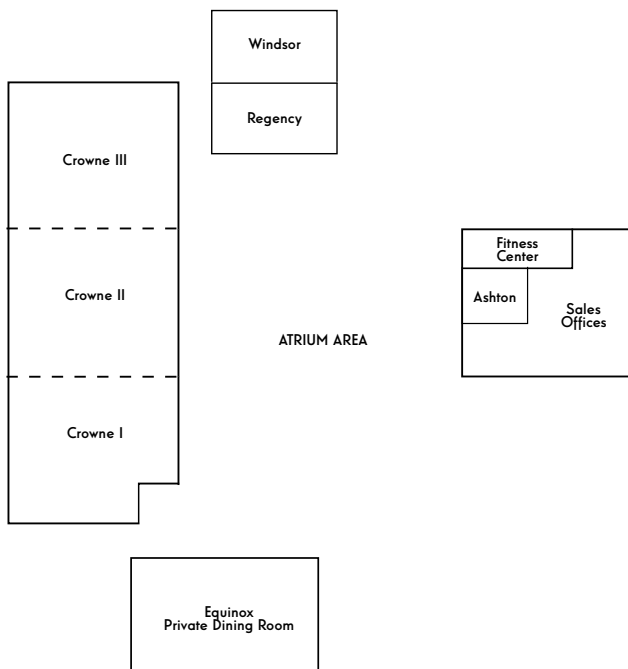 Windsor
Regency
Crowne III
Fitness
Center
Crowne II
Ashton
Sales
Offices
ATRIUM AREA
Crowne I
Equinox
Private Dining Room